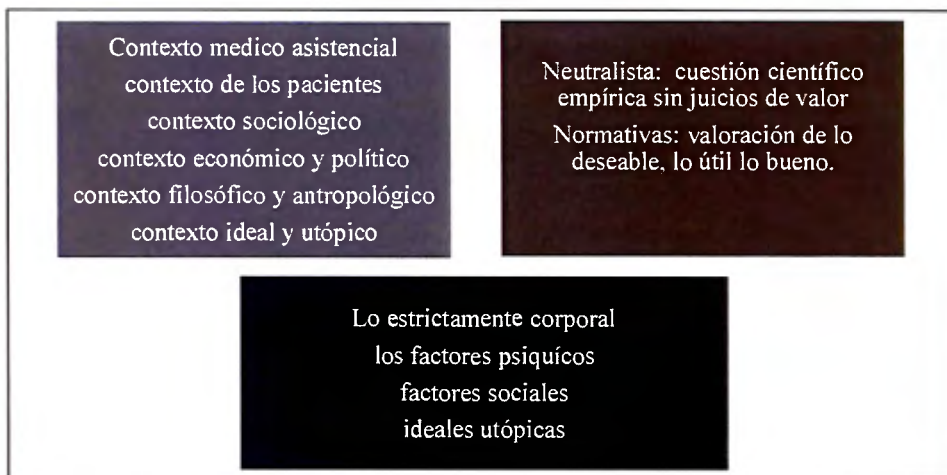 Contexto medico asistencial
contexto de los pacientes
contexto sociológico
contexto económico y político
contexto filosófico y antropológico
contexto ideal y utópico
Neutralista: cuestión científico
empírica sin juicios de valor
Normativas: valoración de lo
deseable, lo útil lo bueno.
Lo estrictamente corporal
los factores psiquícos
factores sociales
ideales utópicas